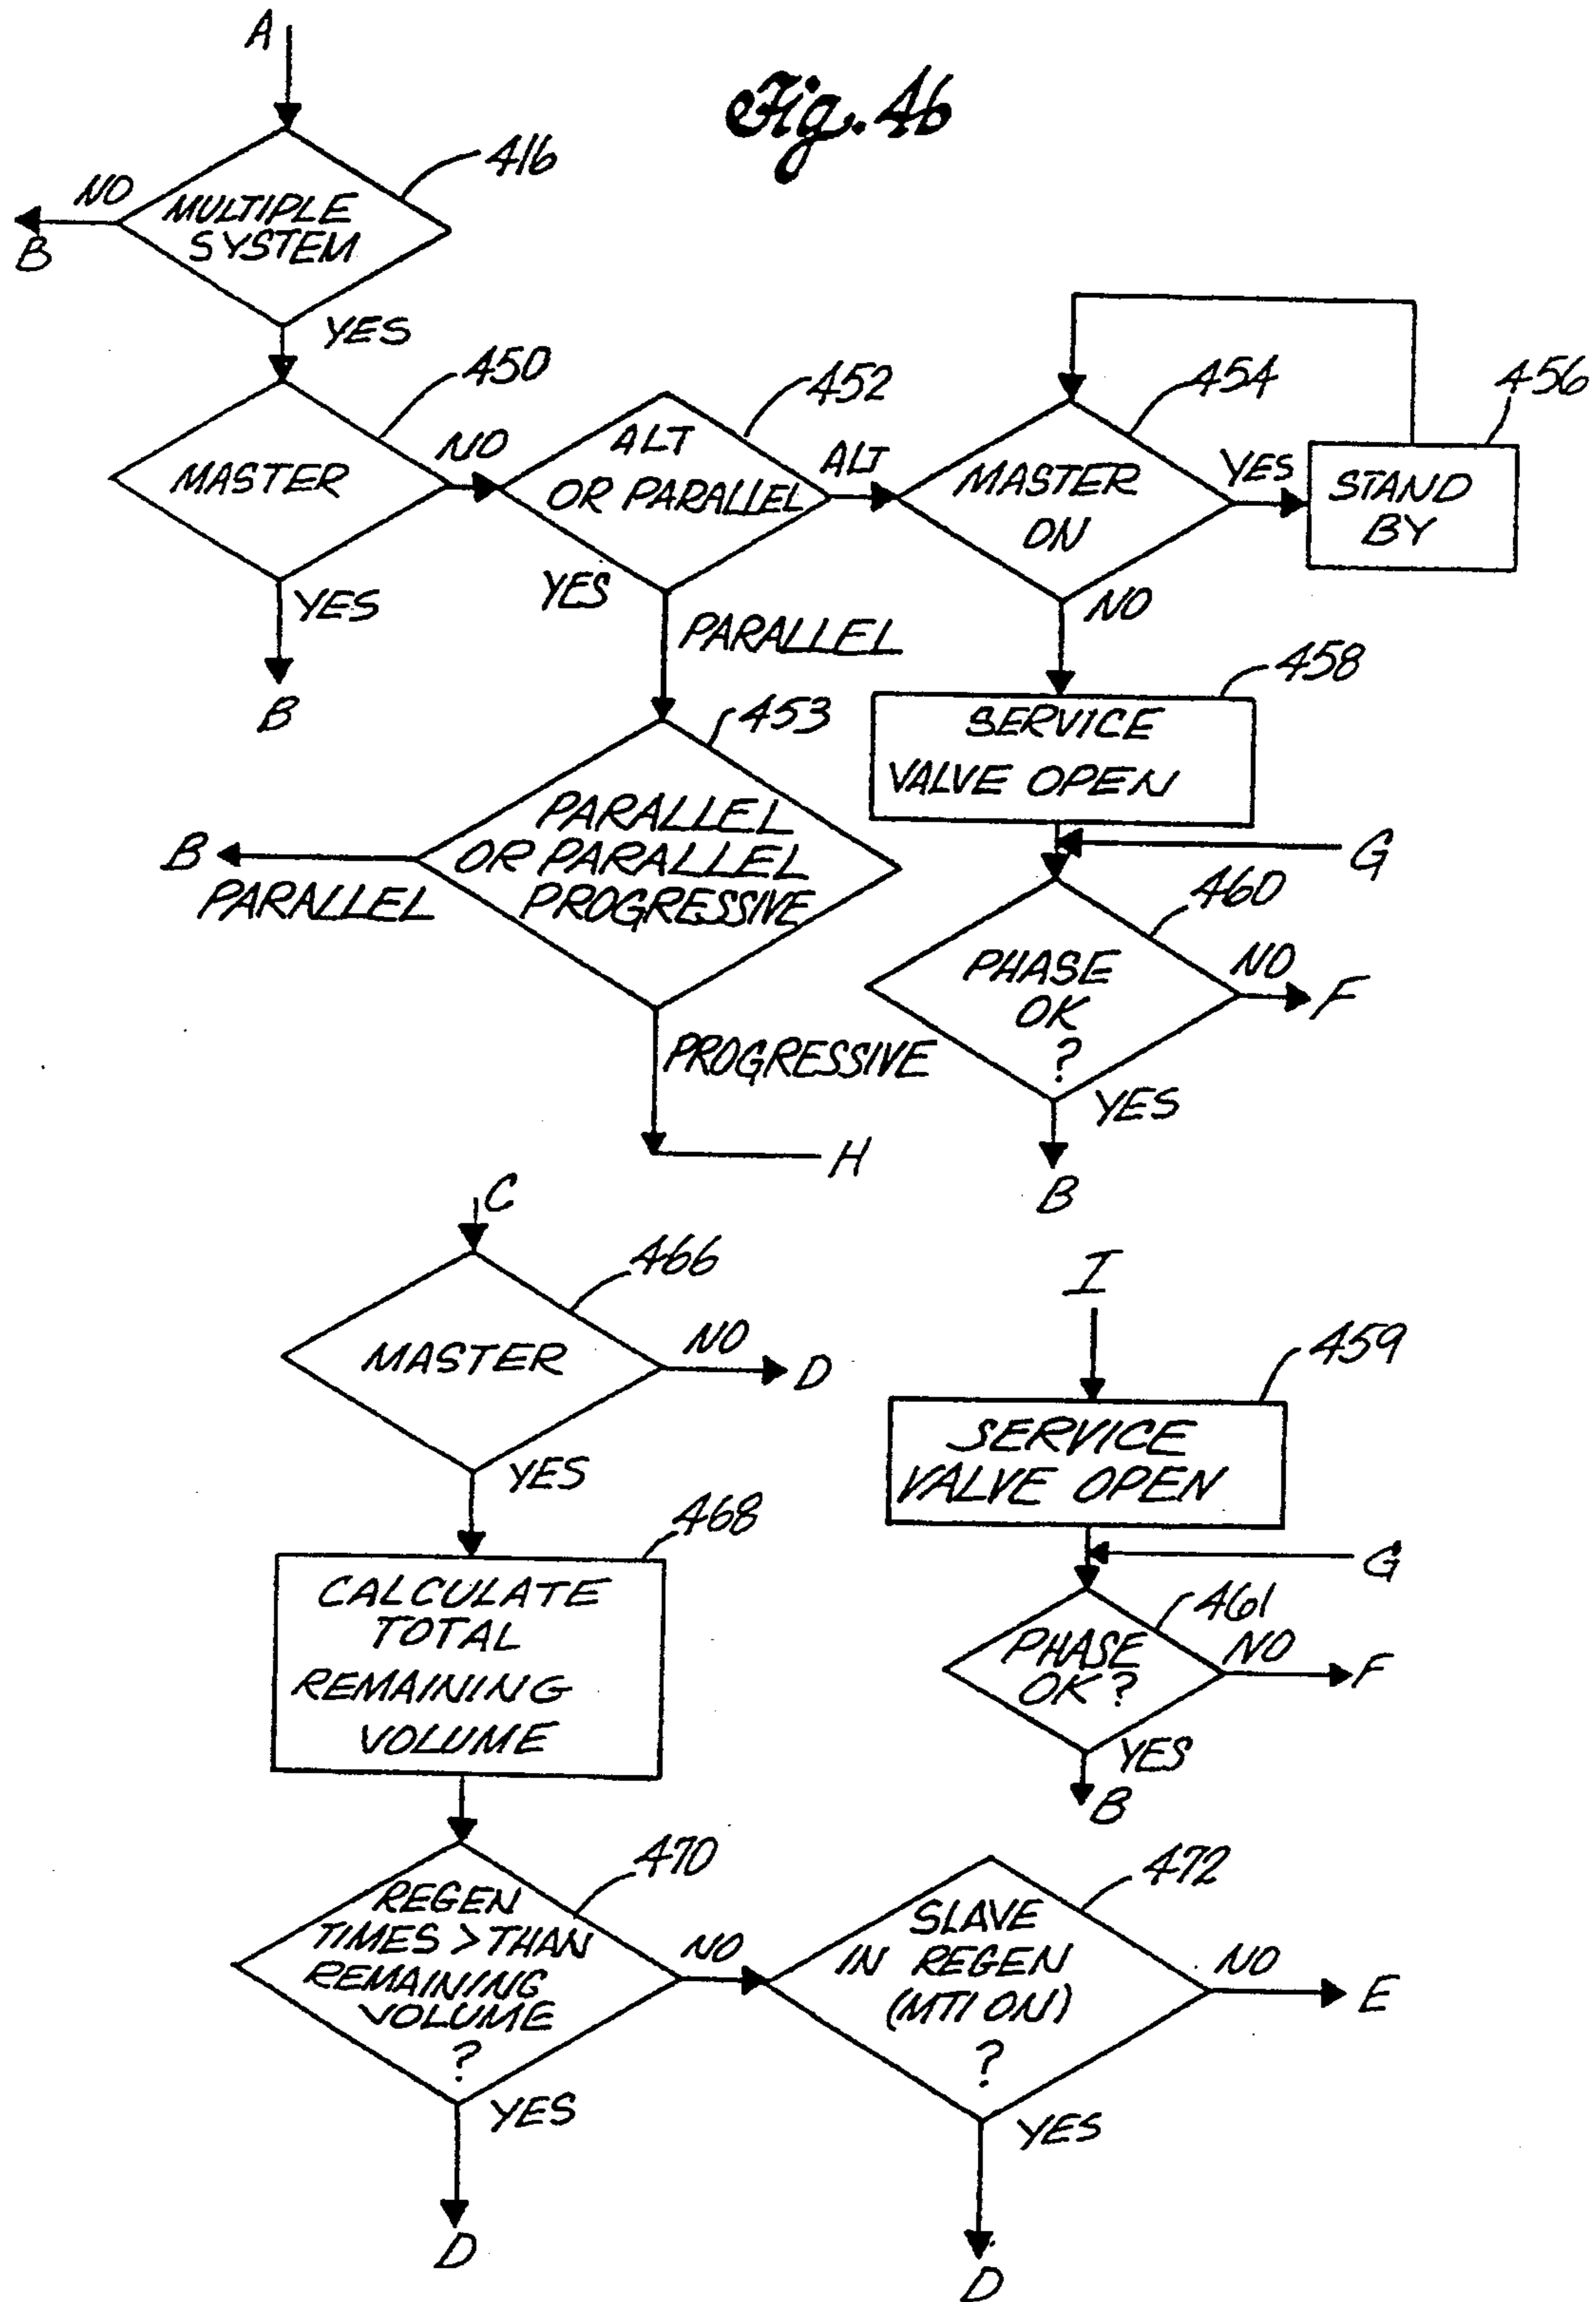 Fig. 4b
A
416
NO
MULTIPLE
SYSTEM
B
YES
450
MASTER
NO
YES
B
452
ALT
OR PARALLEL
ALT
YES
PARALLEL
454
MASTER
ON
YES
NO
456
STAND
BY
453
PARALLEL
OR PARALLEL
PROGRESSIVE
B
PARALLEL
PROGRESSIVE
H
458
SERVICE
VALVE OPEN
G
460
PHASE
OK
?
NO
F
YES
B
C
466
MASTER
NO
D
YES
468
CALCULATE
TOTAL
REMAINING
VOLUME
I
459
SERVICE
VALVE OPEN
G
461
PHASE
OK?
NO
F
YES
B
470
REGEN
TIMES > THAN
REMAINING
VOLUME
?
NO
YES
D
472
SLAVE
IN REGEN
(MTI ON)
?
NO
E
YES
D